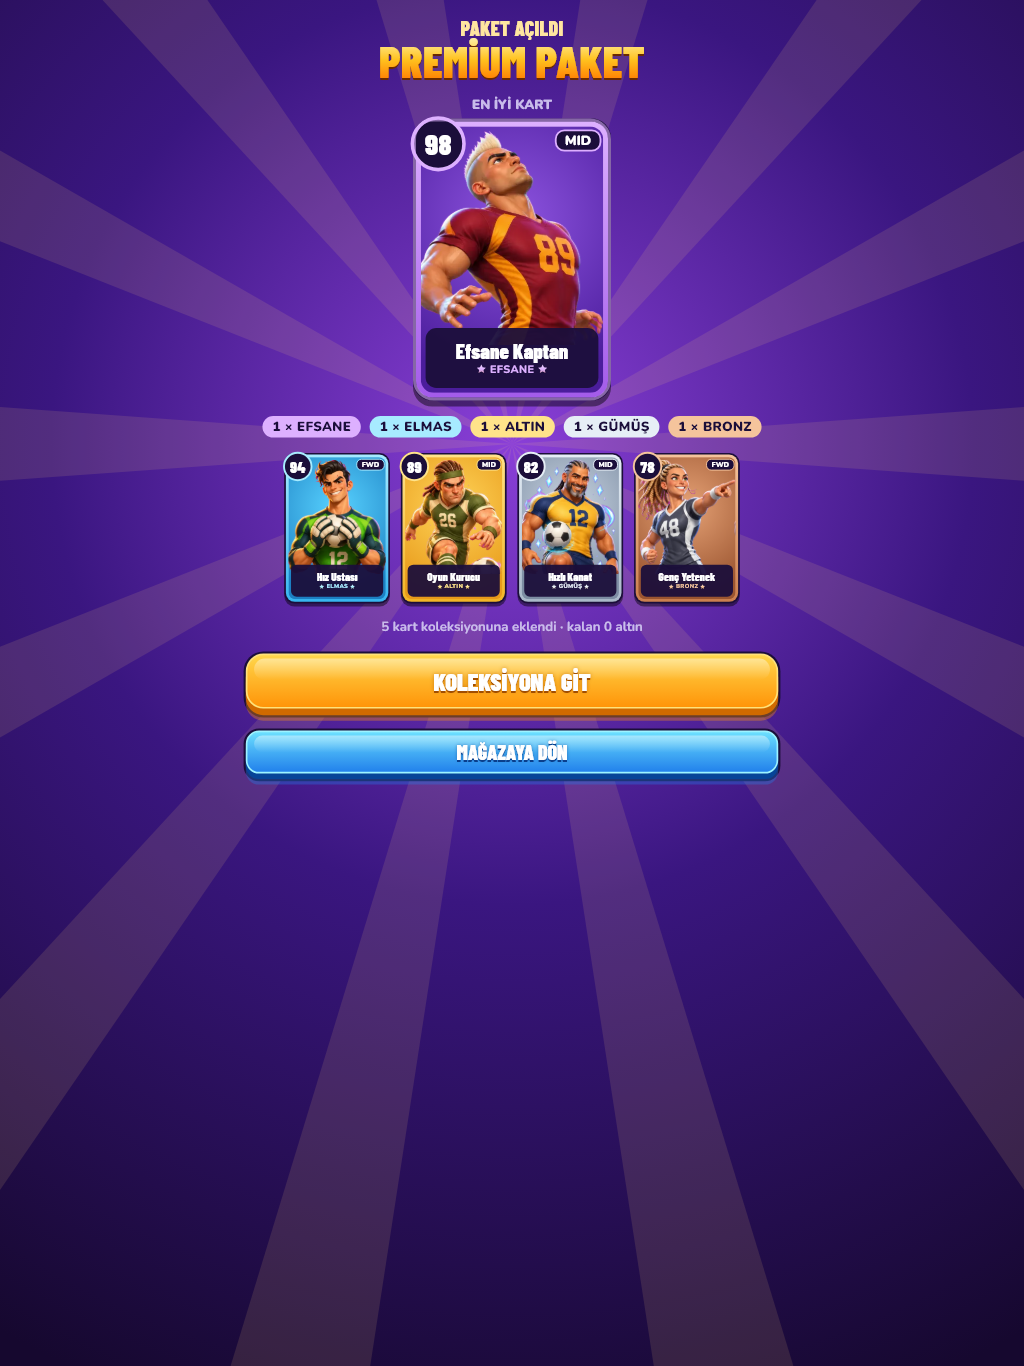 PAKET AÇILDI
PREMİUM PAKET
EN İYİ KART
98
MID
89
Efsane Kaptan
★ EFSANE ★
1 × EFSANE
1 × ELMAS
1 × ALTIN
1 × GÜMÜŞ
1 × BRONZ
94
FWD
12
Hız Ustası
★ ELMAS ★
89
MID
26
Oyun Kurucu
★ ALTIN ★
82
MID
12
Hızlı Kanat
★ GÜMÜŞ ★
78
FWD
48
Genç Yetenek
★ BRONZ ★
5 kart koleksiyonuna eklendi · kalan 0 altın
KOLEKSİYONA GİT
MAĞAZAYA DÖN